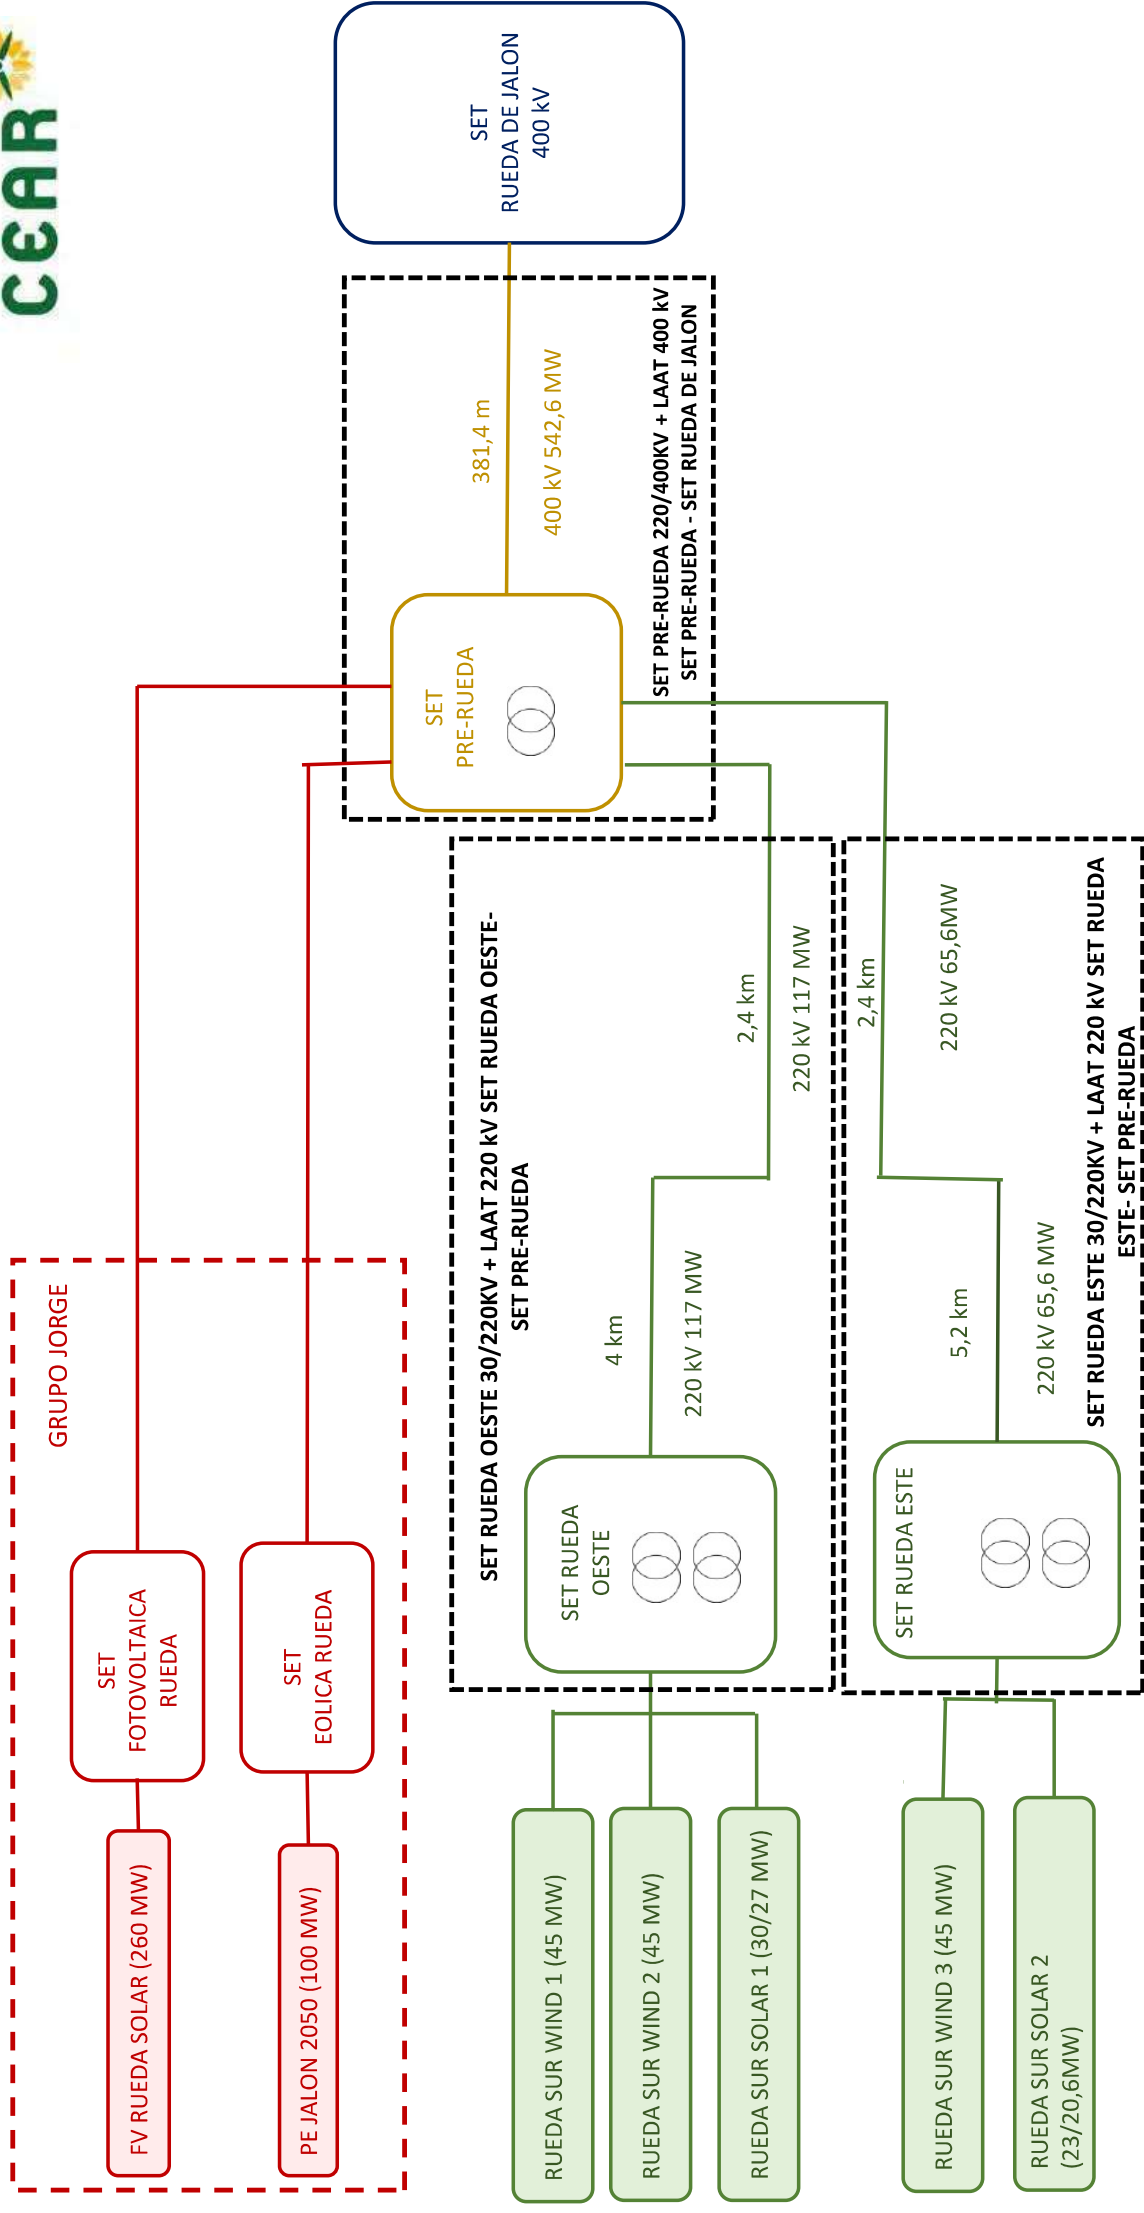 CEAR
GRUPO JORGE
FV RUEDA SOLAR (260 MW)
SET
FOTOVOLTAICA
RUEDA
PE JALON 2050 (100 MW)
SET
EOLICA RUEDA
SET
PRE-RUEDA
381,4 m
400 kV 542,6 MW
SET PRE-RUEDA 220/400KV + LAAT 400 kV
SET PRE-RUEDA - SET RUEDA DE JALON
SET
RUEDA DE JALON
400 kV
SET RUEDA OESTE 30/220KV + LAAT 220 kV SET RUEDA OESTE-
SET PRE-RUEDA
RUEDA SUR WIND 1 (45 MW)
RUEDA SUR WIND 2 (45 MW)
RUEDA SUR SOLAR 1 (30/27 MW)
SET RUEDA
OESTE
4 km
220 kV 117 MW
2,4 km
220 kV 117 MW
RUEDA SUR WIND 3 (45 MW)
RUEDA SUR SOLAR 2
(23/20,6MW)
SET RUEDA ESTE
5,2 km
220 kV 65,6 MW
2,4 km
220 kV 65,6MW
SET RUEDA ESTE 30/220KV + LAAT 220 kV SET RUEDA
ESTE- SET PRE-RUEDA